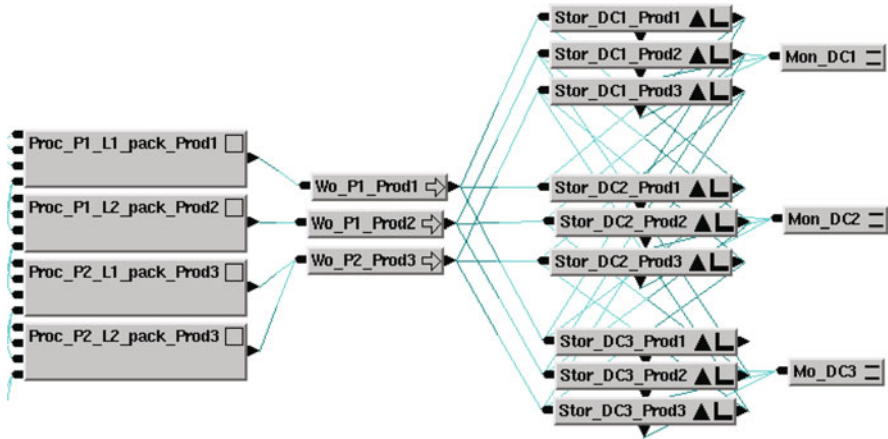 Proc_P1_L1_pack_Prod1
Proc_P1_L2_pack_Prod2
Proc_P2_L1_pack_Prod3
Proc_P2_L2_pack_Prod3
Wo_P1_Prod1
Wo_P1_Prod2
Wo_P2_Prod3
Stor_DC1_Prod1
Stor_DC1_Prod2
Stor_DC1_Prod3
Stor_DC2_Prod1
Stor_DC2_Prod2
Stor_DC2_Prod3
Stor_DC3_Prod1
Stor_DC3_Prod2
Stor_DC3_Prod3
Mon_DC1
Mon_DC2
Mo_DC3